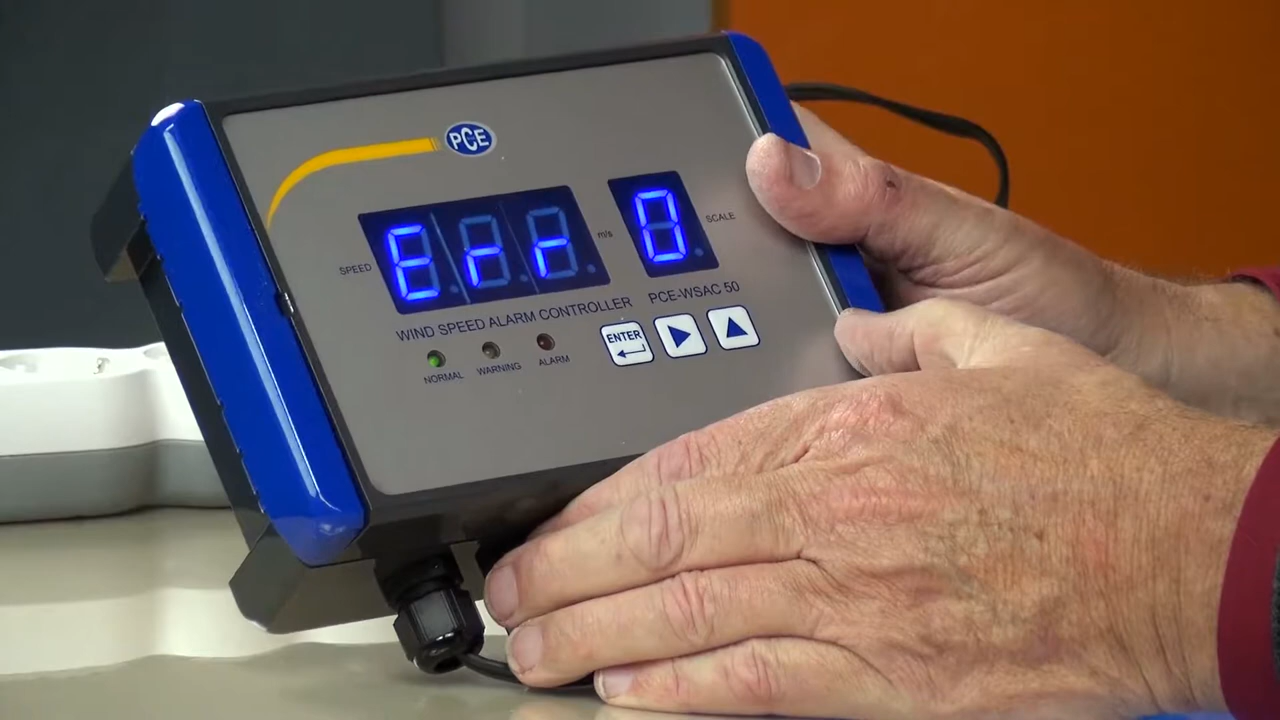 PCE
SPEED
Err
m/s
0
SCALE
WIND SPEED ALARM CONTROLLER PCE-WSAC 50
NORMAL
WARNING
ALARM
ENTER